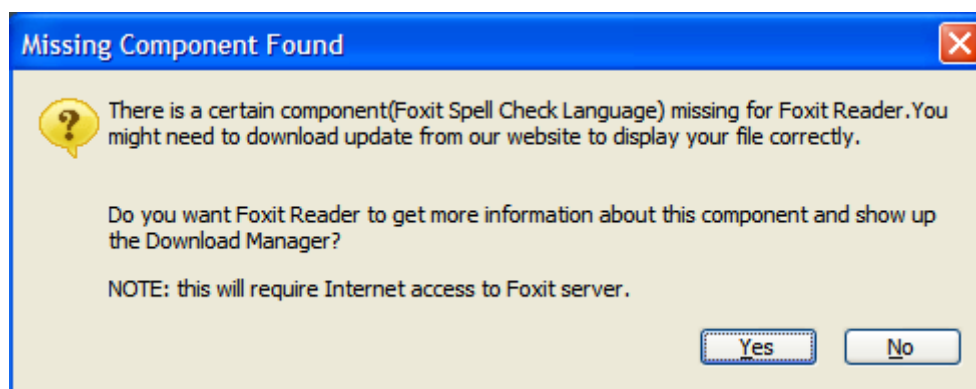 Missing Component Found
There is a certain component(Foxit Spell Check Language) missing for Foxit Reader.You
might need to download update from our website to display your file correctly.
Do you want Foxit Reader to get more information about this component and show up
the Download Manager?
NOTE: this will require Internet access to Foxit server.
Yes No